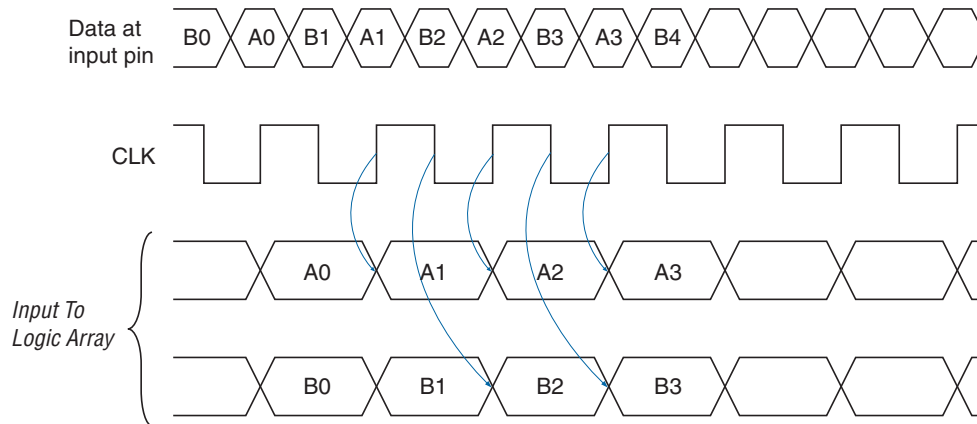 Data at
input pin
B0 A0 B1 A1 B2 A2 B3 A3 B4
CLK
Input To
Logic Array
A0 A1 A2 A3
B0 B1 B2 B3